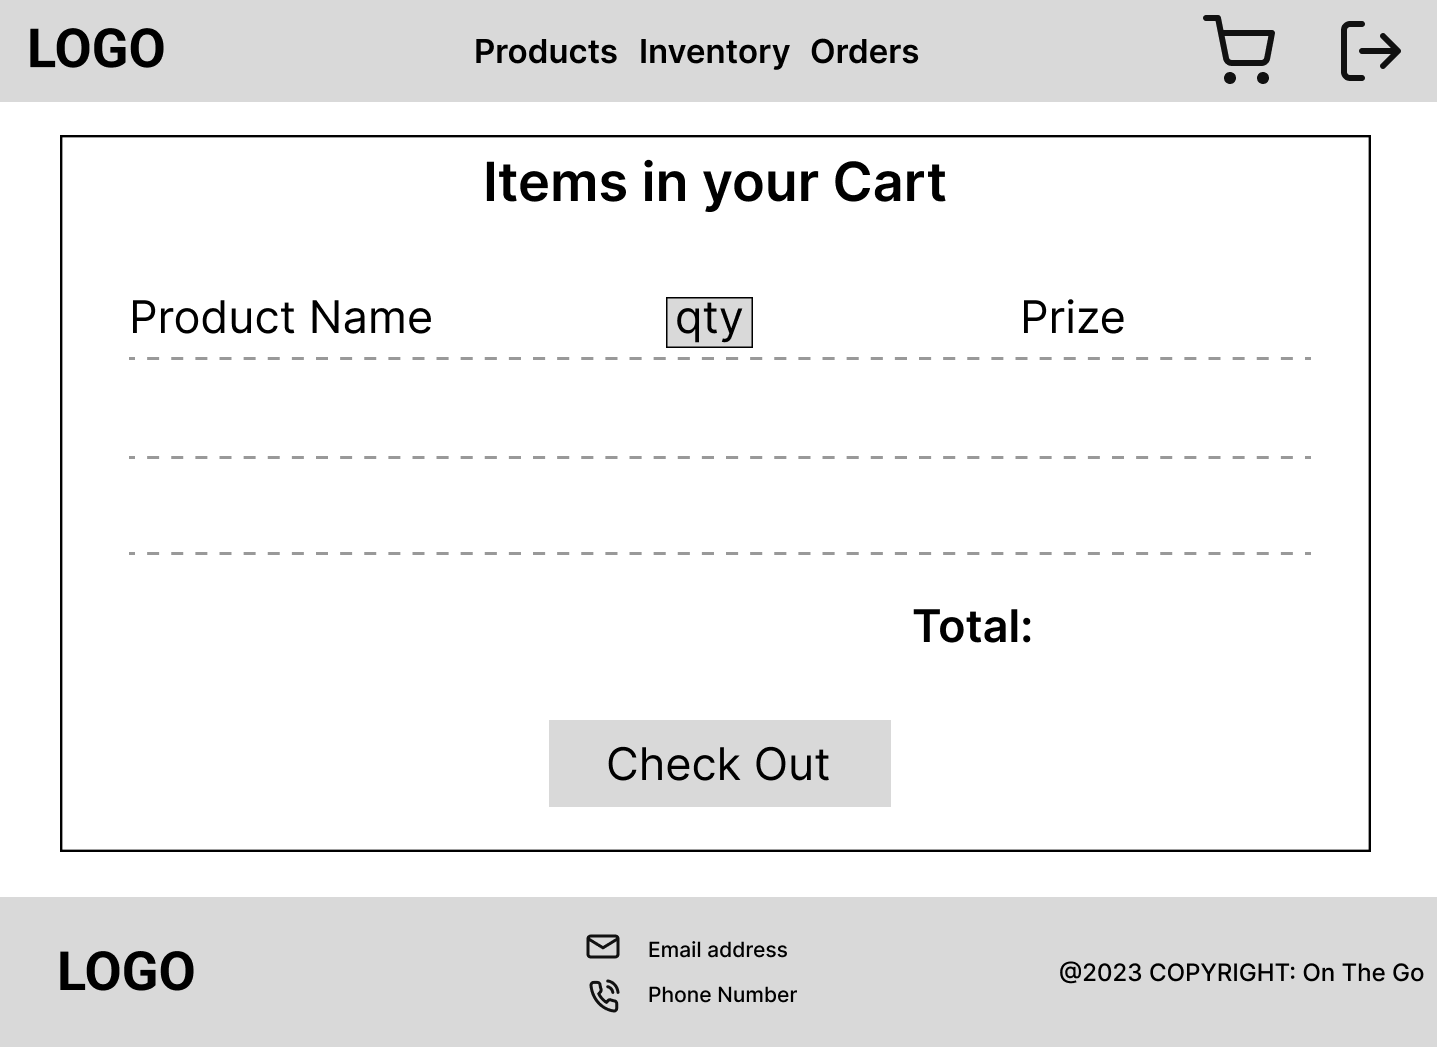 LOGO
Products Inventory Orders
Items in your Cart
Product Name qty Prize
Total:
Check Out
LOGO
Email address
Phone Number
@2023 COPYRIGHT: On The Go